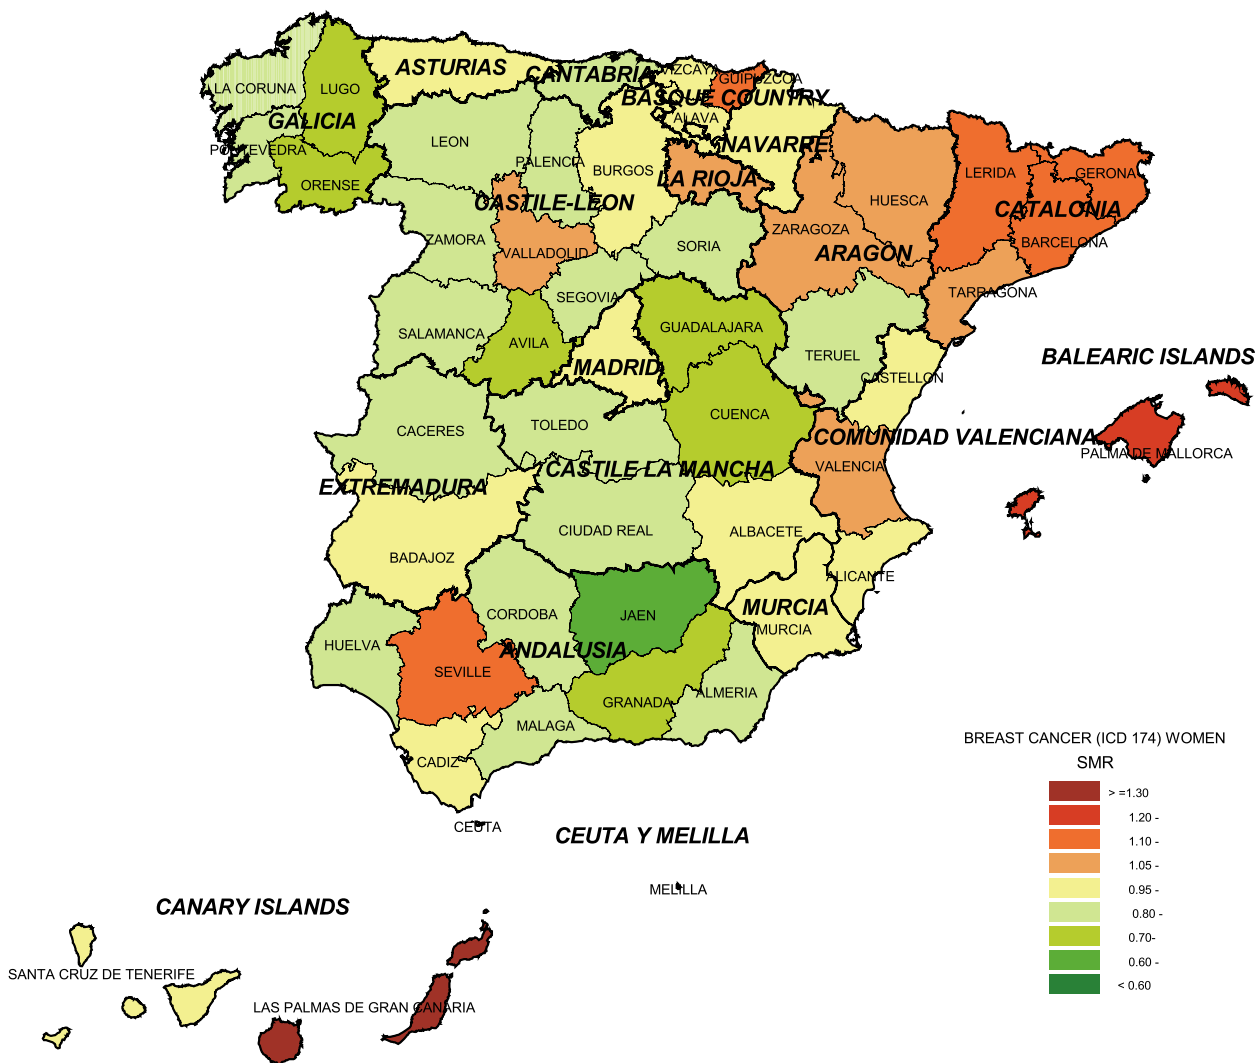 ASTURIAS
CANTABRIA
VIZCAYA
GUIPUZCOA
LA CORUNA
LUGO
BASQUE COUNTRY
GALICIA
ALAVA
PONTEVEDRA
LEON
PALENCA
NAVARRE
ORENSE
BURGOS
LA RIOJA
LERIDA
GERONA
CASTILE-LEON
HUESCA
CATALONIA
ZAMORA
VALLADOLID
SORIA
ZARAGOZA
ARAGON
BARCELONA
SEGOVIA
TARRAGONA
SALAMANCA
AVILA
GUADALAJARA
TERUEL
BALEARIC ISLANDS
MADRID
CASTELLON
CACERES
TOLEDO
CUENCA
COMUNIDAD VALENCIANA
PALMA DE MALLORCA
EXTREMADURA
CASTILE LA MANCHA
VALENCIA
CIUDAD REAL
ALBACETE
BADAJOZ
ALICANTE
CORDOBA
JAEN
MURCIA
MURCIA
HUELVA
ANDALUSIA
SEVILLE
GRANADA
ALMERIA
MALAGA
CADIZ
CEUTA
CEUTA Y MELILLA
MELILLA
CANARY ISLANDS
SANTA CRUZ DE TENERIFE
LAS PALMAS DE GRAN CANARIA
BREAST CANCER (ICD 174) WOMEN
SMR
> =1.30
1.20 -
1.10 -
1.05 -
0.95 -
0.80 -
0.70-
0.60 -
< 0.60